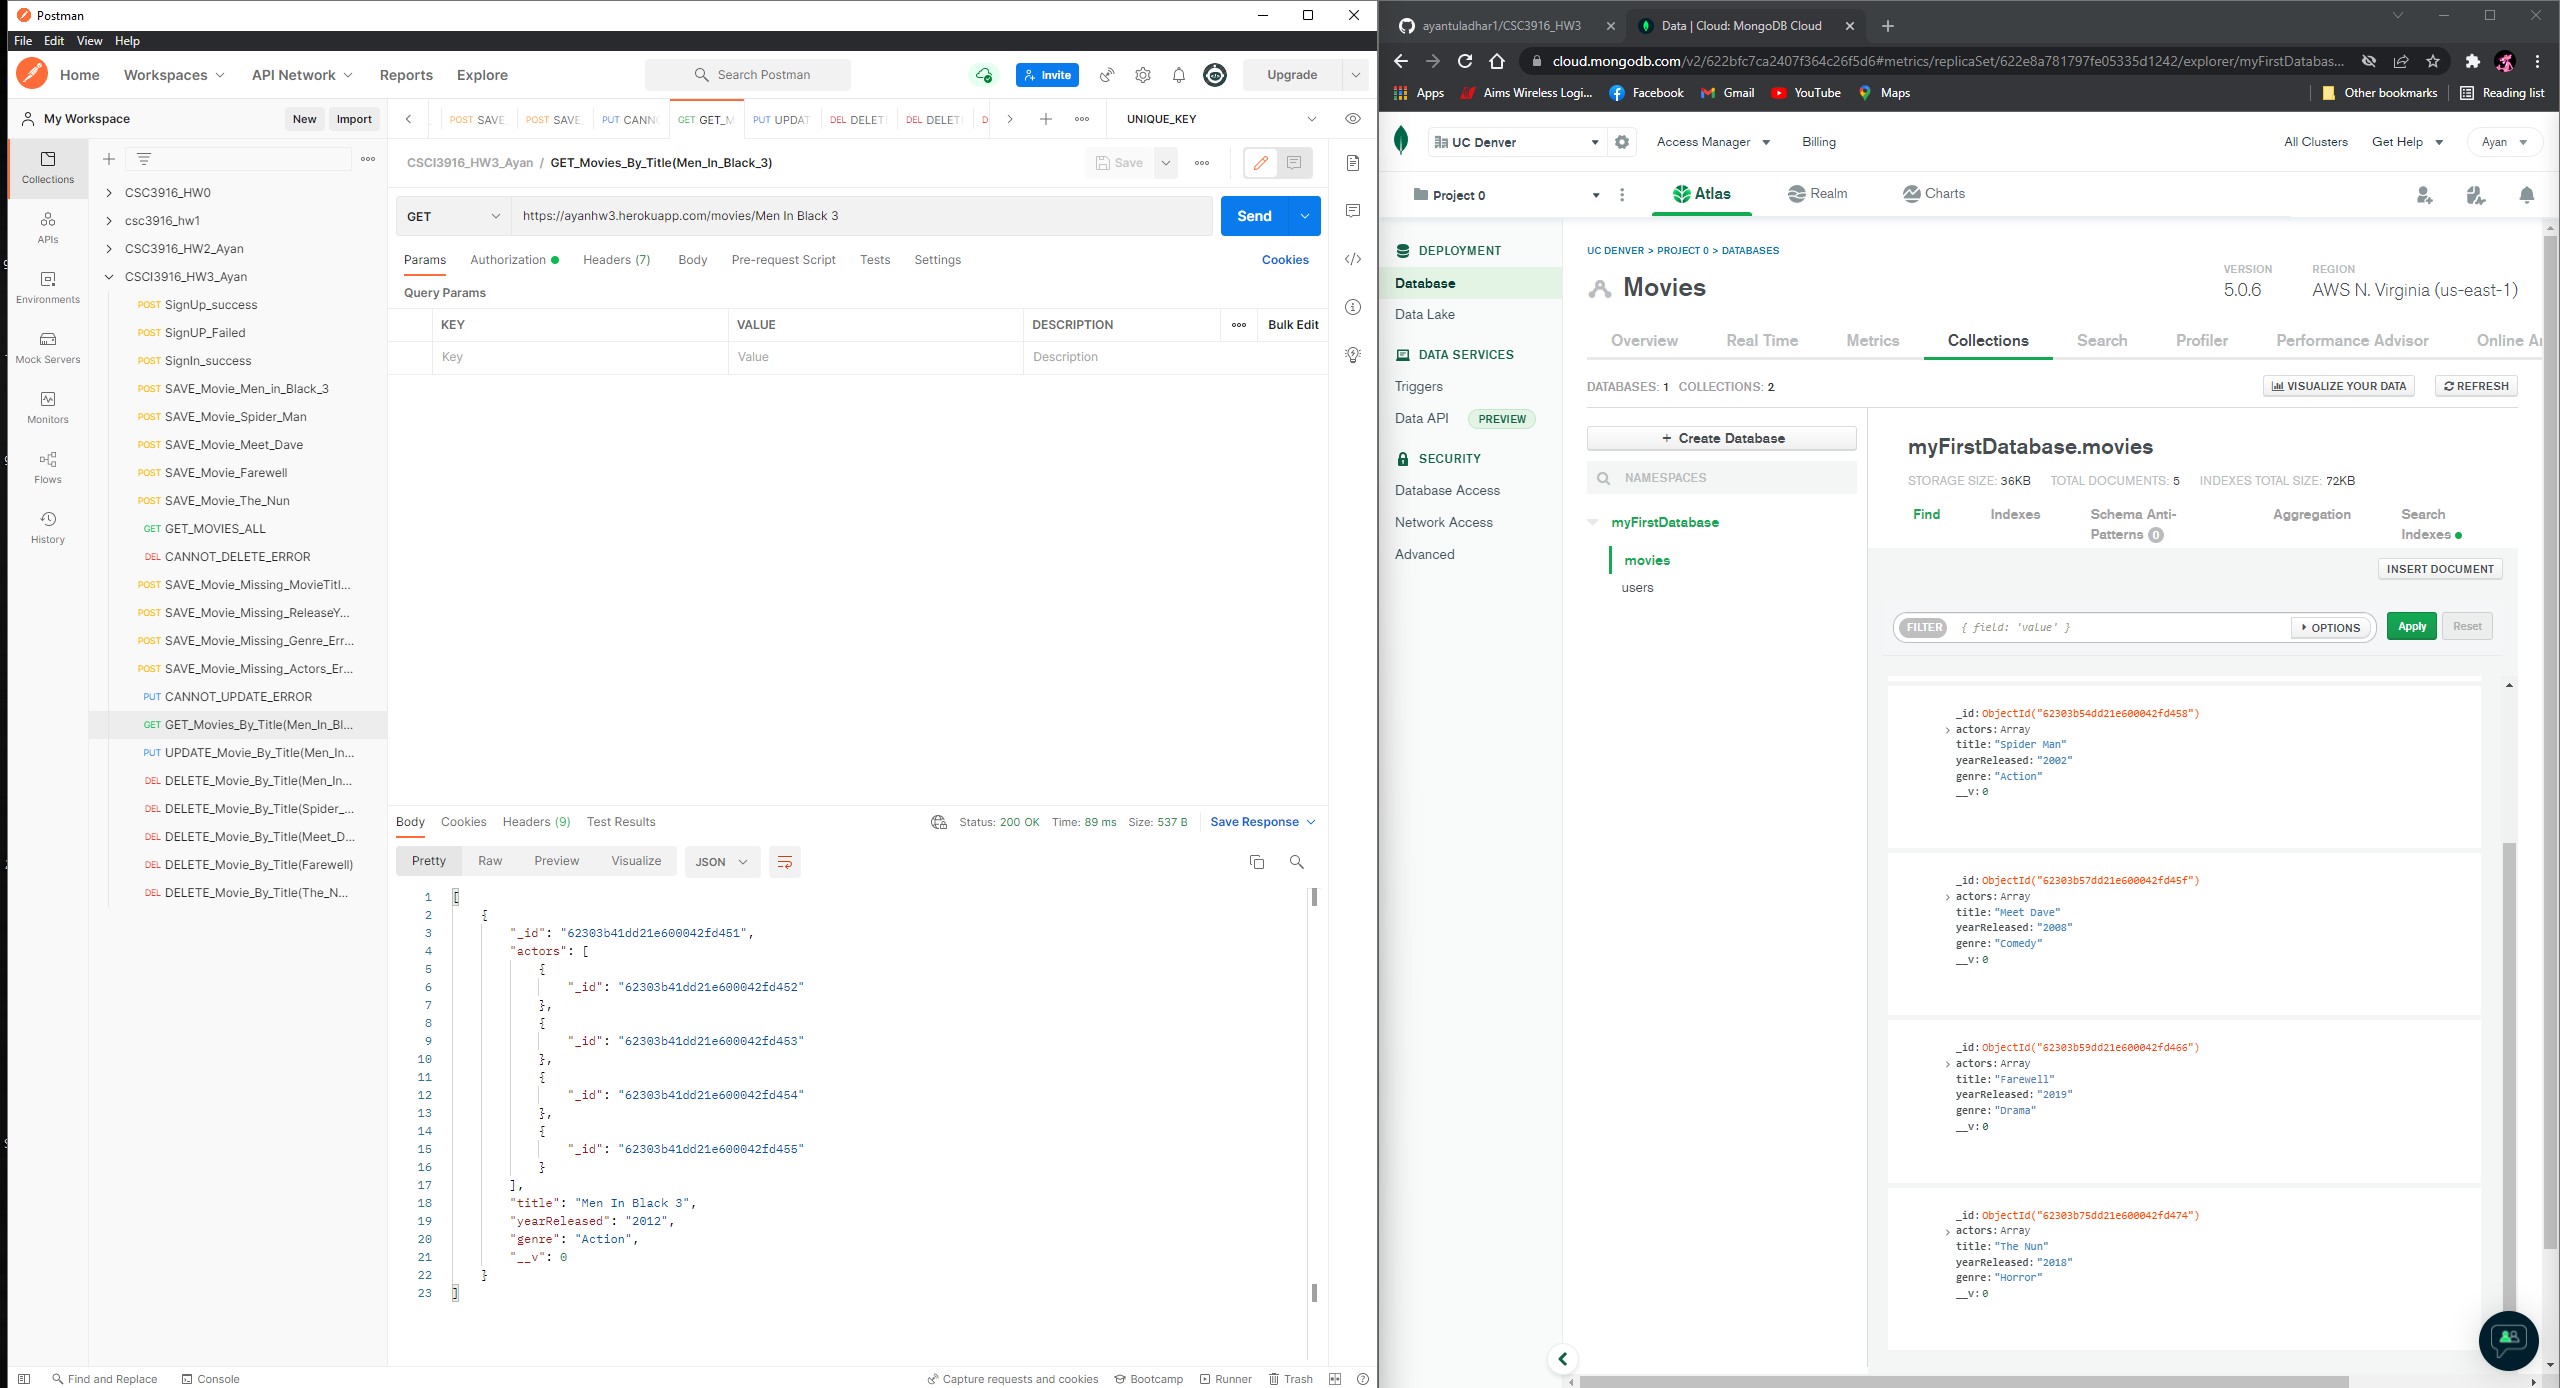 Postman
File Edit View Help
Home Workspaces API Network Reports Explore Search Postman Invite Upgrade
My Workspace New Import
POST SAVE_ POST SAVE_ PUT CANN GET GET_M PUT UPDAT DEL DELET DEL DELET D UNIQUE_KEY
Collections
APIs
Environments
Mock Servers
Monitors
Flows
History
CSC3916_HW0
csc3916_hw1
CSC3916_HW2_Ayan
CSCI3916_HW3_Ayan
POST SignUp_success
POST SignUP_Failed
POST SignIn_success
POST SAVE_Movie_Men_in_Black_3
POST SAVE_Movie_Spider_Man
POST SAVE_Movie_Meet_Dave
POST SAVE_Movie_Farewell
POST SAVE_Movie_The_Nun
GET GET_MOVIES_ALL
DEL CANNOT_DELETE_ERROR
POST SAVE_Movie_Missing_MovieTitl...
POST SAVE_Movie_Missing_ReleaseY...
POST SAVE_Movie_Missing_Genre_Err...
POST SAVE_Movie_Missing_Actors_Er...
PUT CANNOT_UPDATE_ERROR
GET GET_Movies_By_Title(Men_In_Bl...
PUT UPDATE_Movie_By_Title(Men_In...
DEL DELETE_Movie_By_Title(Men_In...
DEL DELETE_Movie_By_Title(Spider_...
DEL DELETE_Movie_By_Title(Meet_D...
DEL DELETE_Movie_By_Title(Farewell)
DEL DELETE_Movie_By_Title(The_N...
CSCI3916_HW3_Ayan / GET_Movies_By_Title(Men_In_Black_3) Save
GET https://ayanhw3.herokuapp.com/movies/Men In Black 3 Send
Params Authorization Headers (7) Body Pre-request Script Tests Settings Cookies
Query Params
KEY VALUE DESCRIPTION Bulk Edit
Key Value Description
Body Cookies Headers (9) Test Results Status: 200 OK Time: 89 ms Size: 537 B Save Response
Pretty Raw Preview Visualize JSON
1 [
2 {
3 "_id": "62303b41dd21e600042fd451",
4 "actors": [
5 {
6 "_id": "62303b41dd21e600042fd452"
7 },
8 {
9 "_id": "62303b41dd21e600042fd453"
10 },
11 {
12 "_id": "62303b41dd21e600042fd454"
13 },
14 {
15 "_id": "62303b41dd21e600042fd455"
16 }
17 ],
18 "title": "Men In Black 3",
19 "yearReleased": "2012",
20 "genre": "Action",
21 "__v": 0
22 }
23 ]
Find and Replace Console Capture requests and cookies Bootcamp Runner Trash
ayantuladhar1/CSC3916_HW3 Data | Cloud: MongoDB Cloud
cloud.mongodb.com/v2/622bfc7ca2407f364c26f5d6#metrics/replicaSet/622e8a781797fe05335d1242/explorer/myFirstDatabas...
Apps Aims Wireless Logi... Facebook Gmail YouTube Maps Other bookmarks Reading list
UC Denver Access Manager Billing All Clusters Get Help Ayan
Project 0 Atlas Realm Charts
DEPLOYMENT
Database
Data Lake
DATA SERVICES
Triggers
Data API PREVIEW
SECURITY
Database Access
Network Access
Advanced
UC DENVER > PROJECT 0 > DATABASES
Movies
VERSION
5.0.6
REGION
AWS N. Virginia (us-east-1)
Overview Real Time Metrics Collections Search Profiler Performance Advisor Online Ar
DATABASES: 1 COLLECTIONS: 2 VISUALIZE YOUR DATA REFRESH
+ Create Database
NAMESPACES
myFirstDatabase
movies
users
myFirstDatabase.movies
STORAGE SIZE: 36KB TOTAL DOCUMENTS: 5 INDEXES TOTAL SIZE: 72KB
Find Indexes Schema Anti-Patterns 0 Aggregation Search Indexes
INSERT DOCUMENT
FILTER { field: 'value' } OPTIONS Apply Reset
_id: ObjectId("62303b54dd21e600042fd458")
actors: Array
title: "Spider Man"
yearReleased: "2002"
genre: "Action"
__v: 0
_id: ObjectId("62303b57dd21e600042fd45f")
actors: Array
title: "Meet Dave"
yearReleased: "2008"
genre: "Comedy"
__v: 0
_id: ObjectId("62303b59dd21e600042fd466")
actors: Array
title: "Farewell"
yearReleased: "2019"
genre: "Drama"
__v: 0
_id: ObjectId("62303b75dd21e600042fd474")
actors: Array
title: "The Nun"
yearReleased: "2018"
genre: "Horror"
__v: 0